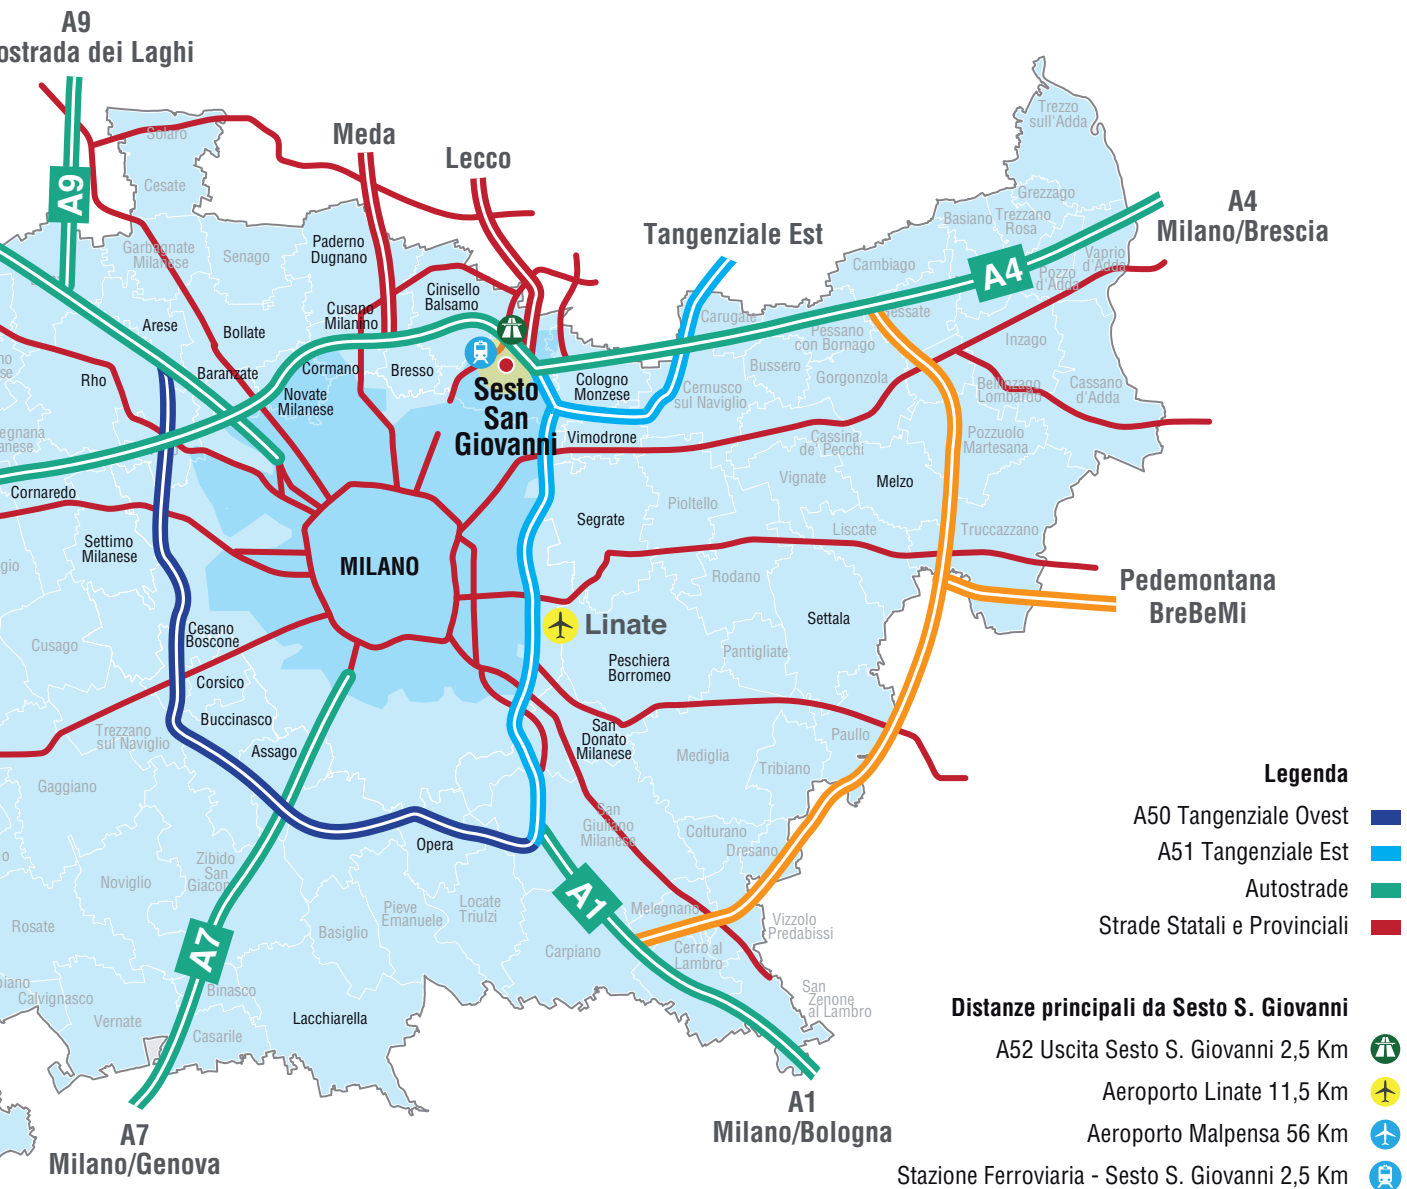 A9
ostrada dei Laghi
Meda
Lecco
Tangenziale Est
A4
Milano/Brescia
A9
A4
Trezzo
sull'Adda
Grezzago
Basiano
Trezzano
Rosa
Vaprio
d'Adda
Pozzo
d'Adda
Cambiago
Gessate
Solaro
Cesate
Garbagnate
Milanese
Senago
Paderno
Dugnano
Cinisello
Balsamo
Cusano
Milanino
Carugate
Pessano
con Bornago
Inzago
Arese
Bollate
Baranzate
Cormano
Bresso
Rho
Novate
Milanese
Sesto
San
Giovanni
Cologno
Monzese
Cernusco
sul Naviglio
Bussero
Gorgonzola
Bellinzago
Lombardo
Cassano
d'Adda
Vimodrone
Cassina
de' Pecchi
Pozzuolo
Martesana
no
se
egnana
anese
Cornaredo
Vignate
Melzo
Pioltello
Segrate
Liscate
Truccazzano
Settimo
Milanese
gio
MILANO
Rodano
Pedemontana
BreBeMi
Linate
Settala
Cesano
Boscone
Cusago
Pantigliate
Peschiera
Borromeo
Corsico
Buccinasco
Trezzano
sul Naviglio
Assago
San
Donato
Milanese
Mediglia
Paullo
Tribiano
Gaggiano
San
Giuliano
Milanese
Colturano
Dresano
Opera
o
Zibido
San
Giacom
Noviglio
A1
Locate
Triulzi
Pieve
Emanuele
Melegnano
Vizzolo
Predabissi
Rosate
Basiglio
A7
Carpiano
Cerro al
Lambro
biano
Calvignasco
Binasco
San
Zenone
al Lambro
Vernate
Casarile
Lacchiarella
A7
Milano/Genova
A1
Milano/Bologna
Legenda
A50 Tangenziale Ovest
A51 Tangenziale Est
Autostrade
Strade Statali e Provinciali
Distanze principali da Sesto S. Giovanni
A52 Uscita Sesto S. Giovanni 2,5 Km
Aeroporto Linate 11,5 Km
Aeroporto Malpensa 56 Km
Stazione Ferroviaria - Sesto S. Giovanni 2,5 Km